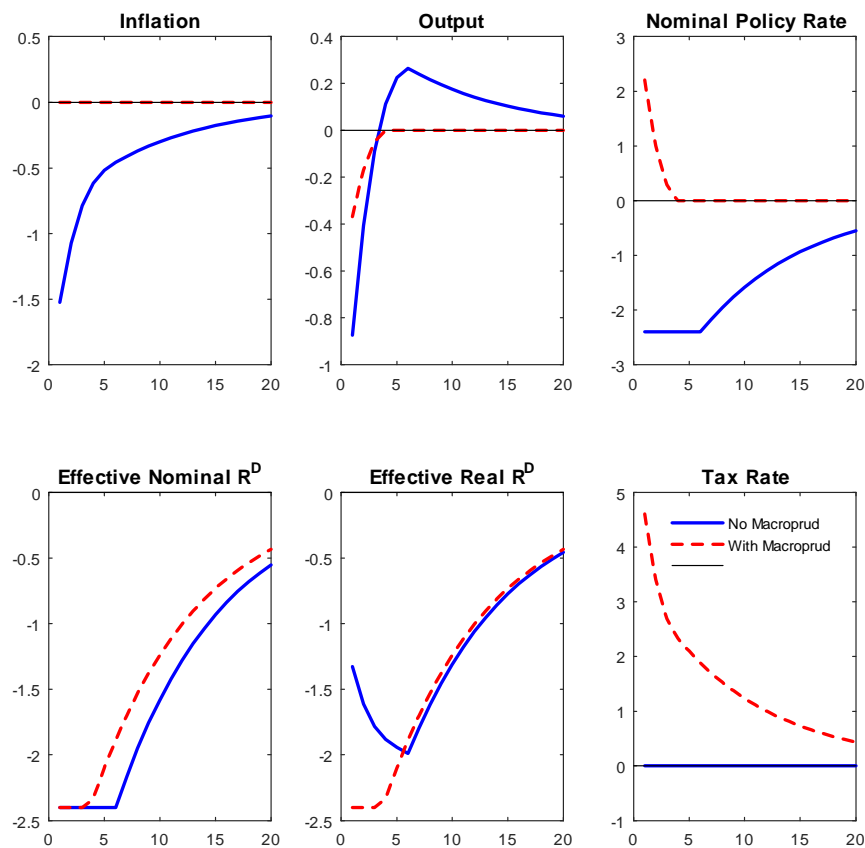 Inflation
0.5
0
-0.5
-1
-1.5
-2
0 5 10 15 20
Output
0.4
0.2
0
-0.2
-0.4
-0.6
-0.8
-1
0 5 10 15 20
Nominal Policy Rate
3
2
1
0
-1
-2
-3
0 5 10 15 20
Effective Nominal R^D
0
-0.5
-1
-1.5
-2
-2.5
0 5 10 15 20
Effective Real R^D
0
-0.5
-1
-1.5
-2
-2.5
0 5 10 15 20
Tax Rate
5
4
3
2
1
0
-1
0 5 10 15 20
No Macroprud
With Macroprud